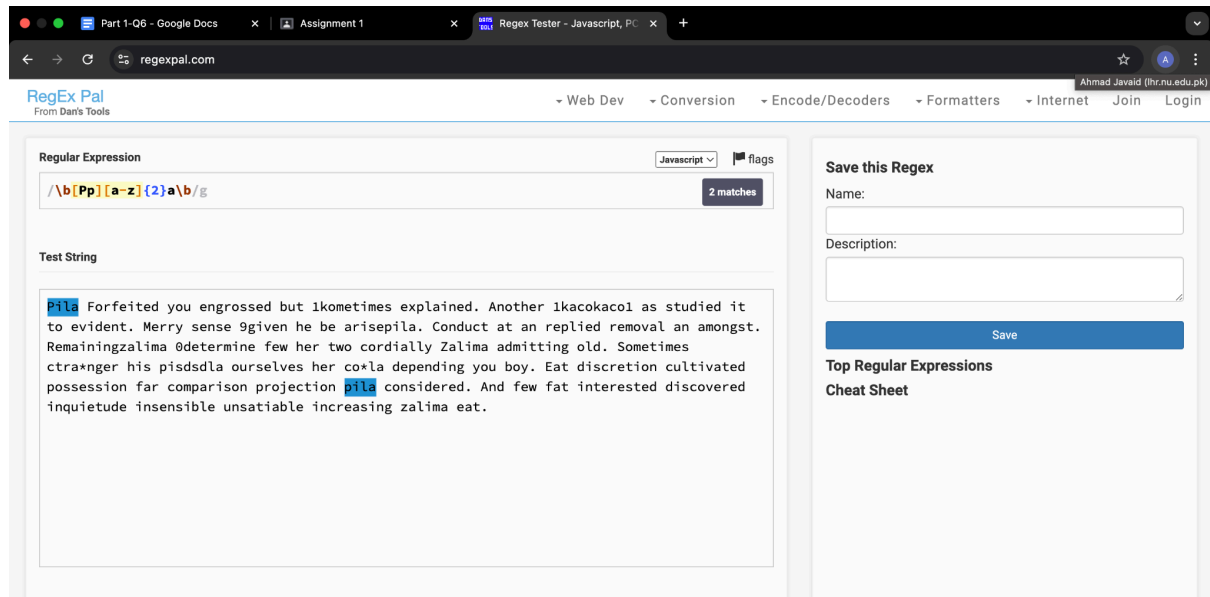 Part 1-Q6 - Google Docs
Assignment 1
DAN'S TOOLS
Regex Tester - Javascript, PC
regexpal.com
A
Ahmad Javaid (lhr.nu.edu.pk)
RegEx Pal
From Dan's Tools
Web Dev
Conversion
Encode/Decoders
Formatters
Internet
Join
Login
Regular Expression
Javascript
flags
/\b[Pp][a-z]{2}a\b/g
2 matches
Test String
Pila Forfeited you engrossed but 1kometimes explained. Another 1kacokaco1 as studied it
to evident. Merry sense 9given he be arisepila. Conduct at an replied removal an amongst.
Remainingzalima 0determine few her two cordially Zalima admitting old. Sometimes
ctra*nger his pisdsdla ourselves her co*la depending you boy. Eat discretion cultivated
possession far comparison projection pila considered. And few fat interested discovered
inquietude insensible unsatiable increasing zalima eat.
Save this Regex
Name:
Description:
Save
Top Regular Expressions
Cheat Sheet